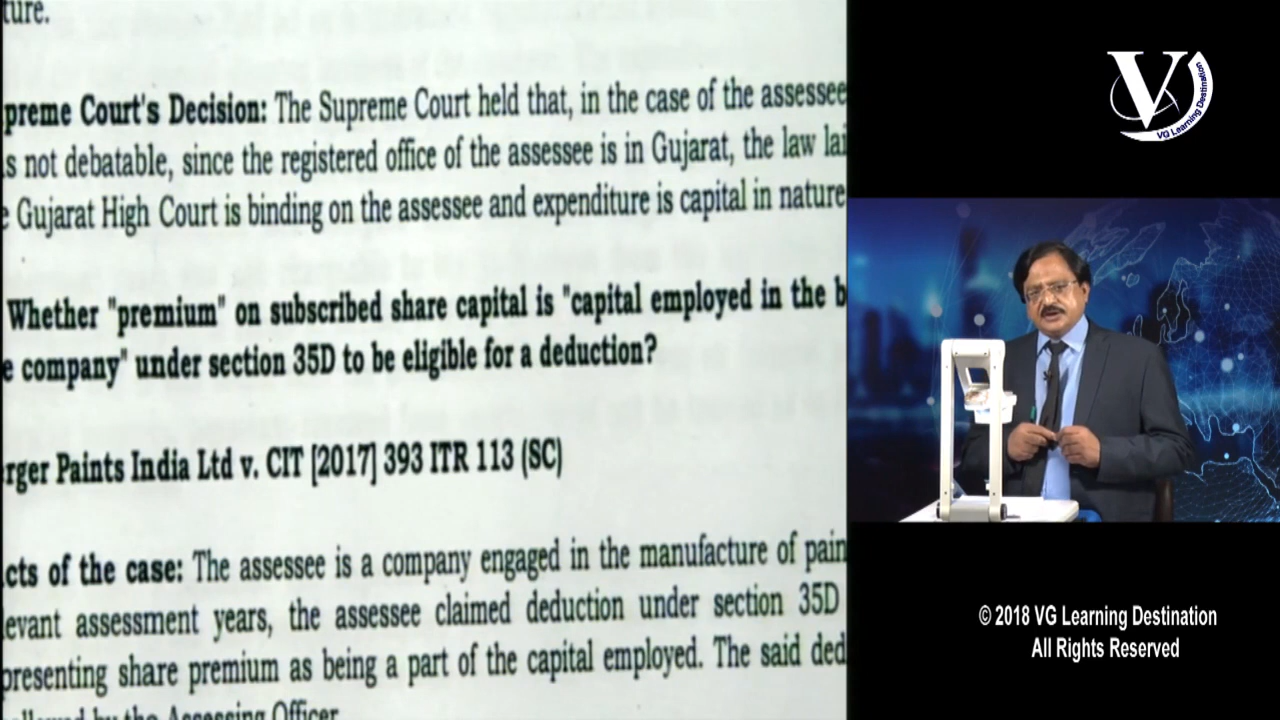 ture.
preme Court's Decision: The Supreme Court held that, in the case of the assessee
s not debatable, since the registered office of the assessee is in Gujarat, the law lai
e Gujarat High Court is binding on the assessee and expenditure is capital in nature
Whether "premium" on subscribed share capital is "capital employed in the b
e company" under section 35D to be eligible for a deduction?
rger Paints India Ltd v. CIT [2017] 393 ITR 113 (SC)
cts of the case: The assessee is a company engaged in the manufacture of pain
evant assessment years, the assessee claimed deduction under section 35D
presenting share premium as being a part of the capital employed. The said ded
llowed by the Assessing Officer
V
VG Learning Destination
© 2018 VG Learning Destination
All Rights Reserved